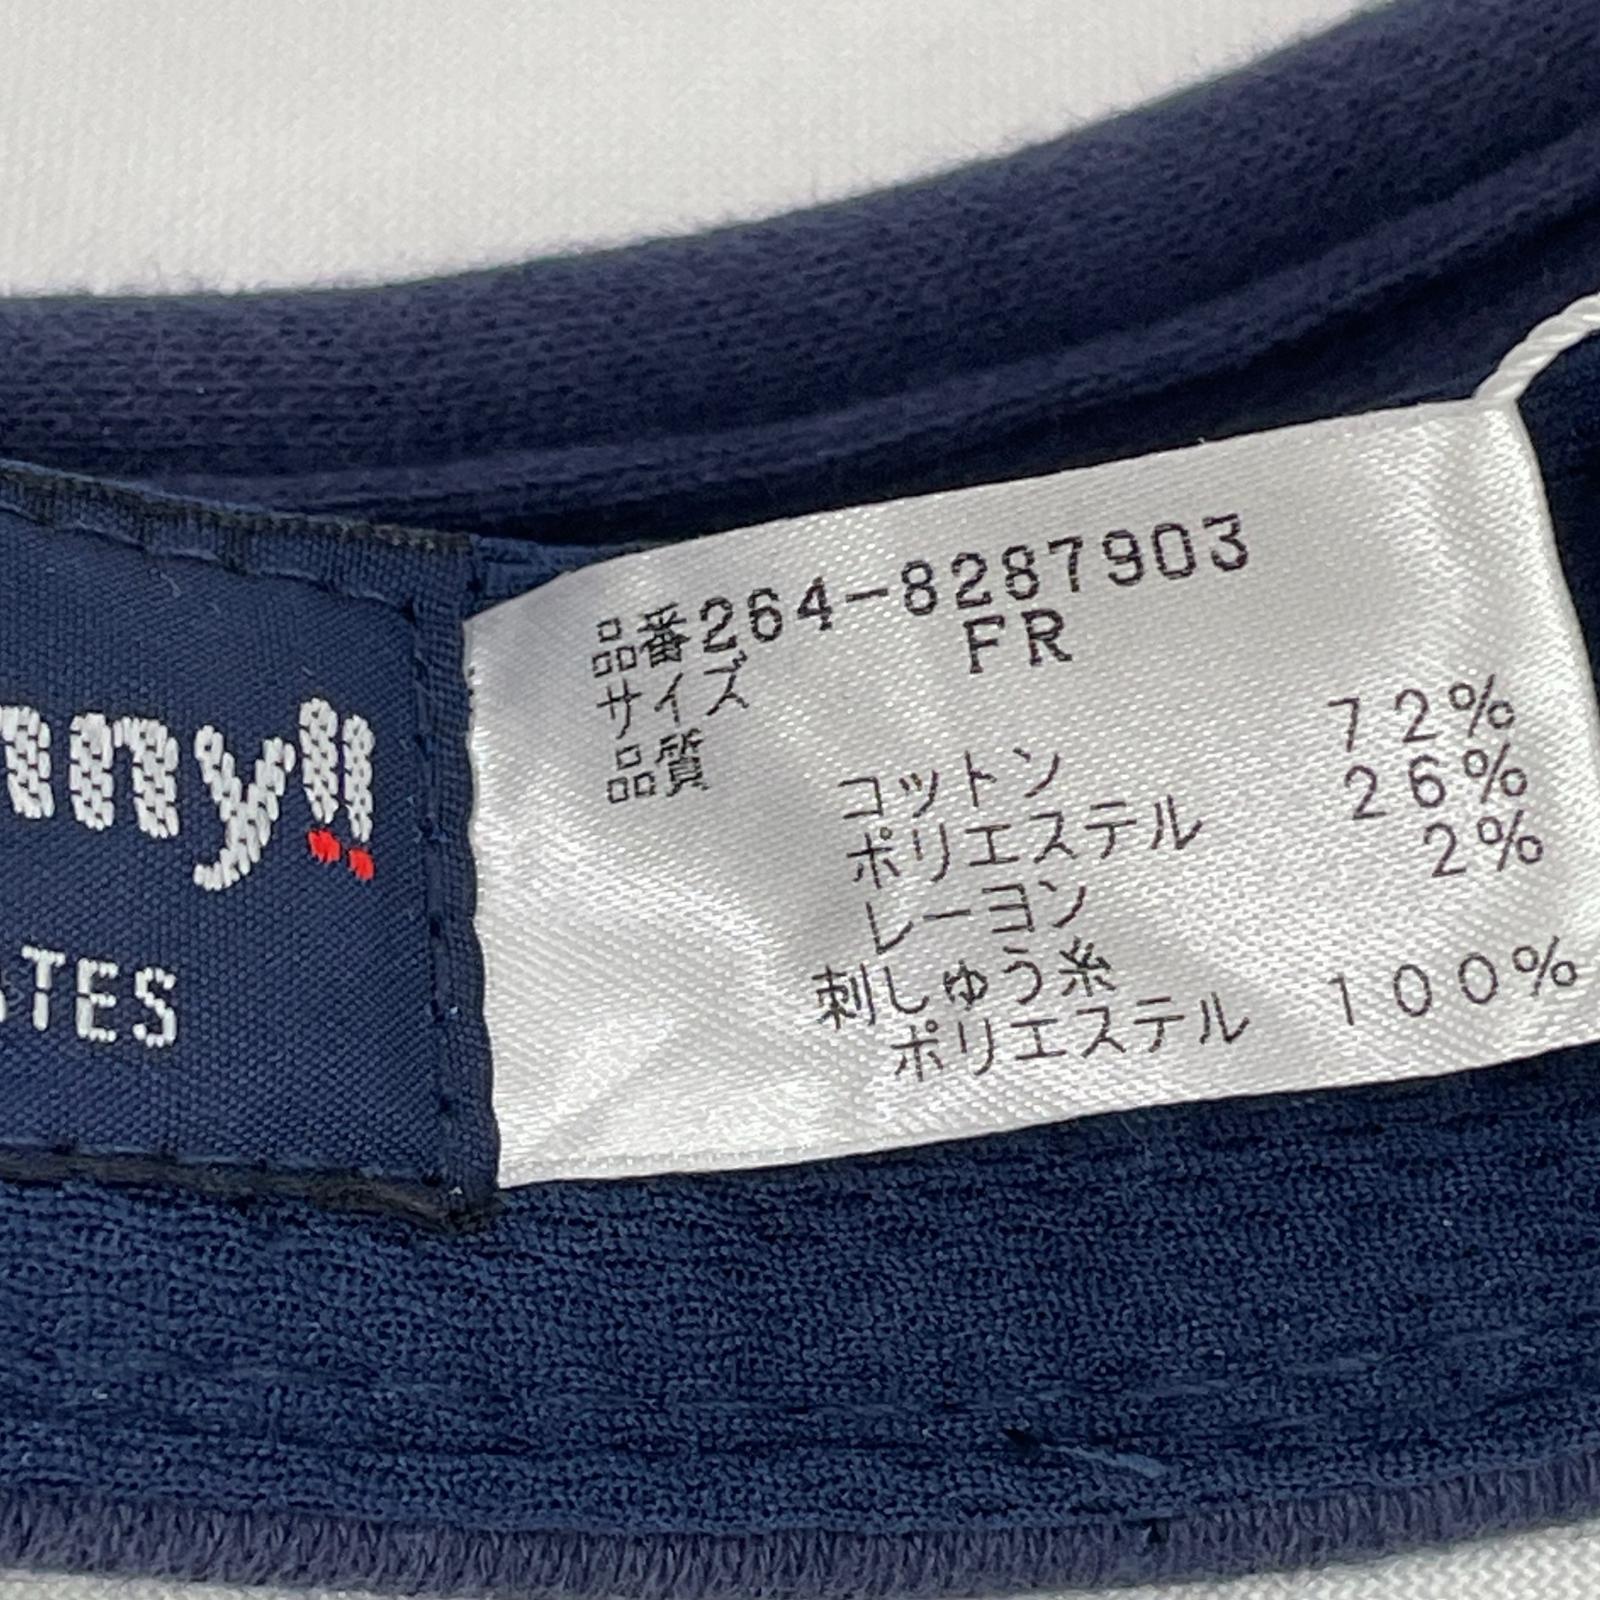 nny!!
ATES
品番264-8287903
サイズ FR
品質
コットン 72%
ポリエステル 26%
レーヨン 2%
刺しゅう糸
ポリエステル 100%